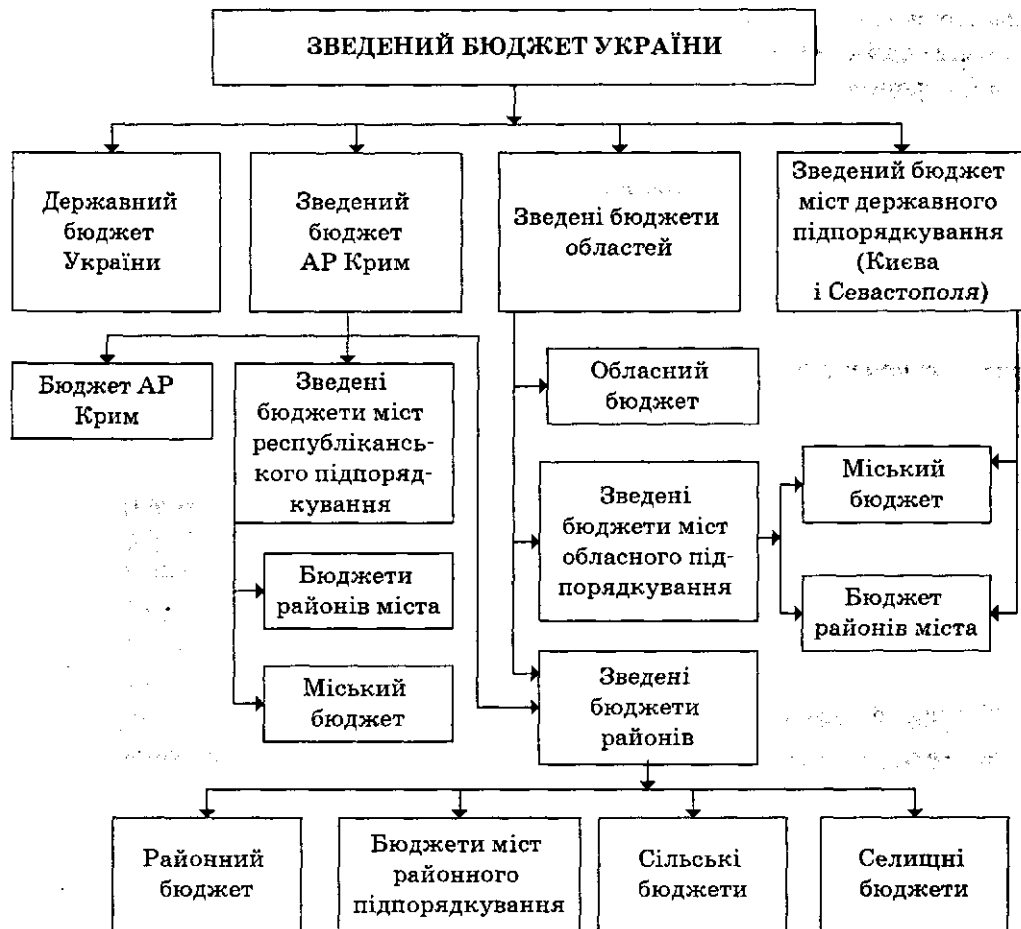 ЗВЕДЕНИЙ БЮДЖЕТ УКРАЇНИ
Державний
бюджет
України
Зведений
бюджет
АР Крим
Зведені бюджети
областей
Зведений бюджет
міст державного
підпорядкування
(Києва
і Севастополя)
Бюджет АР
Крим
Зведені
бюджети міст
республікансь-
кого підпоряд-
кування
Обласний
бюджет
Міський
бюджет
Зведені
бюджети міст
обласного під-
порядкування
Бюджети
районів міста
Бюджет
районів міста
Міський
бюджет
Зведені
бюджети
районів
Районний
бюджет
Бюджети міст
районного
підпорядкування
Сільські
бюджети
Селищні
бюджети